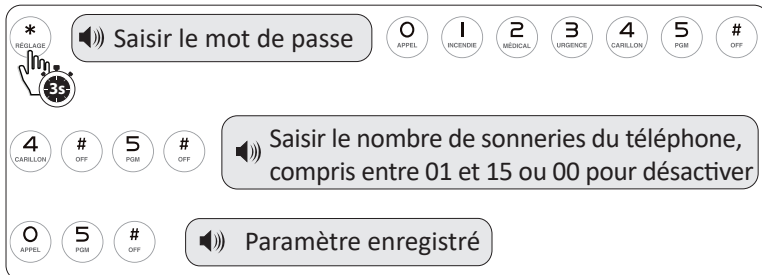 * 0 1 2 3 4 5 #
RÉGLAGE Saisir le mot de passe APPEL INCENDIE MÉDICAL URGENCE CARILLON PGM OFF
3s
4 # 5 # Saisir le nombre de sonneries du téléphone,
CARILLON OFF PGM OFF compris entre 01 et 15 ou 00 pour désactiver
0 5 # Paramètre enregistré
APPEL PGM OFF